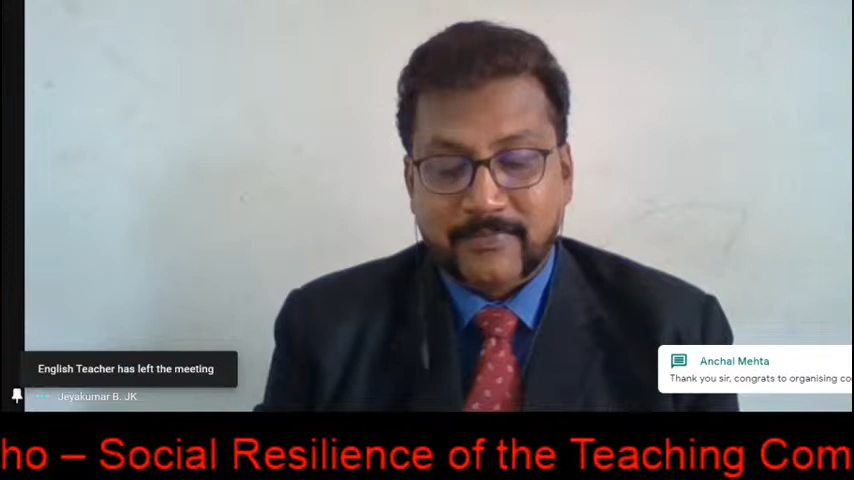 English Teacher has left the meeting
Anchal Mehta
Thank you sir, congrats to organising co
Jeyakumar B. JK
ho – Social Resilience of the Teaching Com